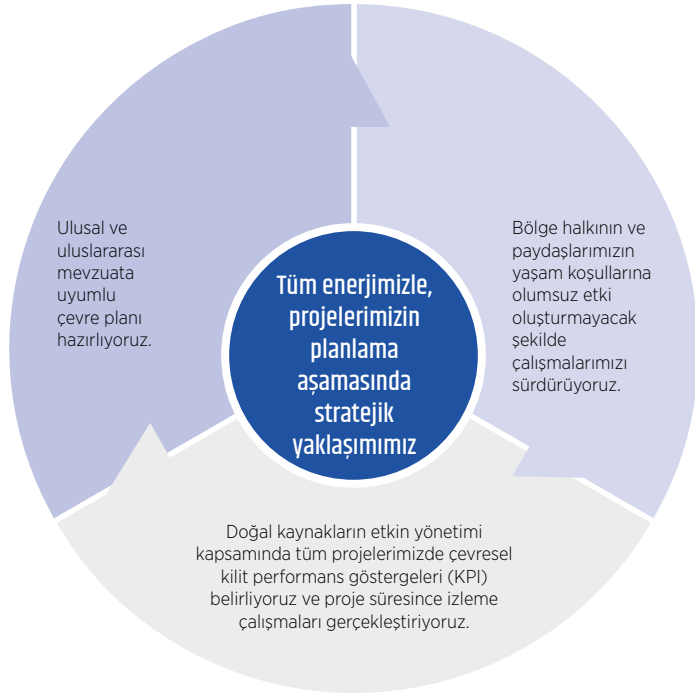 Ulusal ve
uluslararası
mevzuata
uyumlu
çevre planı
hazırlıyoruz.
Tüm enerjimizle,
projelerimizin
planlama
aşamasında
stratejik
yaklaşımımız
Bölge halkının ve
paydaşlarımızın
yaşam koşullarına
olumsuz etki
oluşturmayacak
şekilde
çalışmalarımızı
sürdürüyoruz.
Doğal kaynakların etkin yönetimi
kapsamında tüm projelerimizde çevresel
kilit performans göstergeleri (KPI)
belirliyoruz ve proje süresince izleme
çalışmaları gerçekleştiriyoruz.